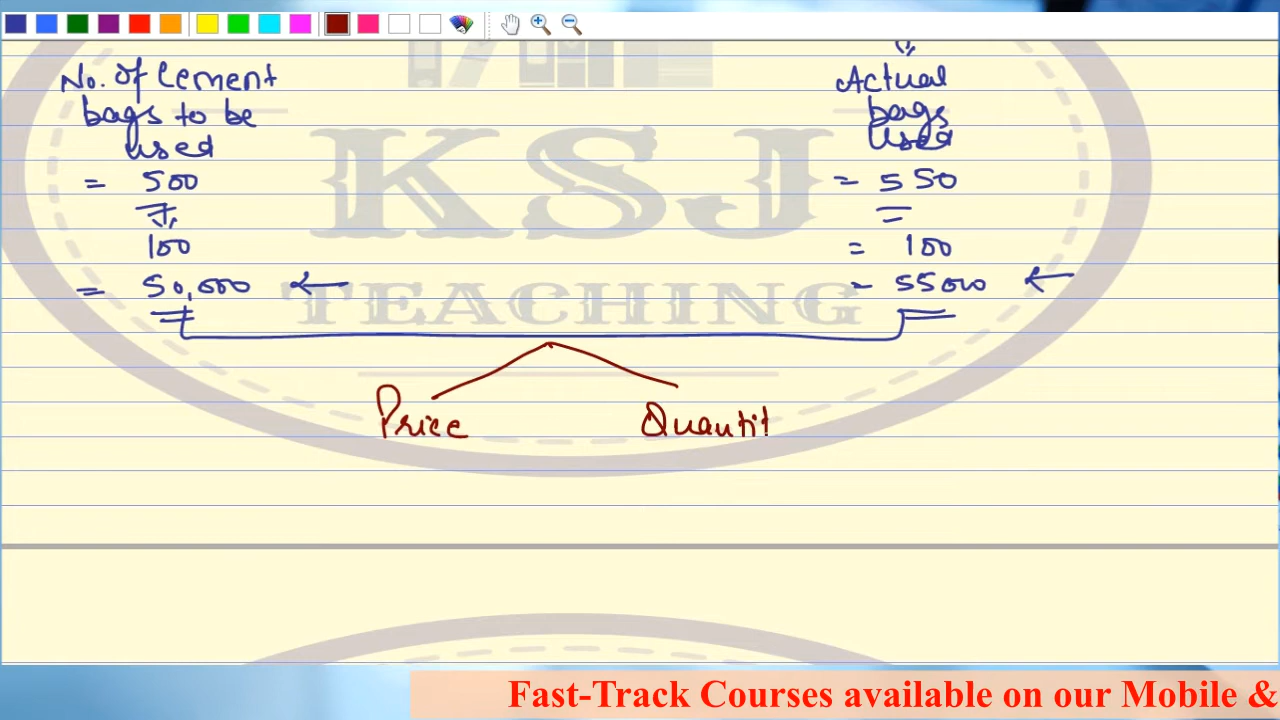 No. of Cement
bags to be
used
= 500
100
= 50,000 ←
Actual
bags
used
= 550
= 100
= 55000 ←
Price
Quantit
KSJ
TEACHING
Fast-Track Courses available on our Mobile &